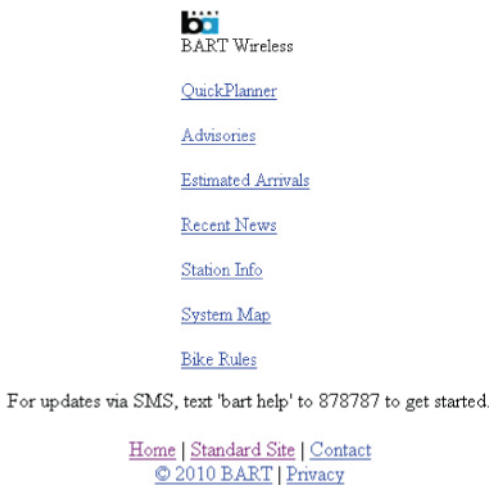 BART
ba
BART Wireless
QuickPlanner
Advisories
Estimated Arrivals
Recent News
Station Info
System Map
Bike Rules
For updates via SMS, text 'bart help' to 878787 to get started.
Home | Standard Site | Contact
© 2010 BART | Privacy